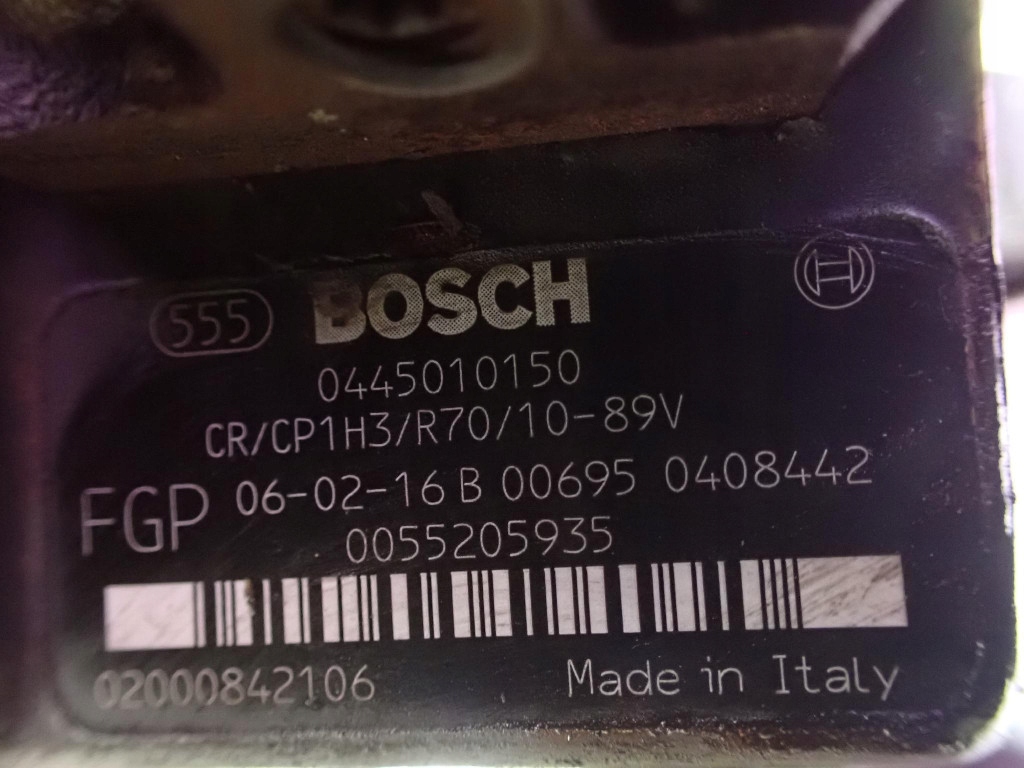 555 BOSCH
0445010150
CR/CP1H3/R70/10-89V
FGP 06-02-16 B 00695 0408442
0055205935
02000842106 Made in Italy